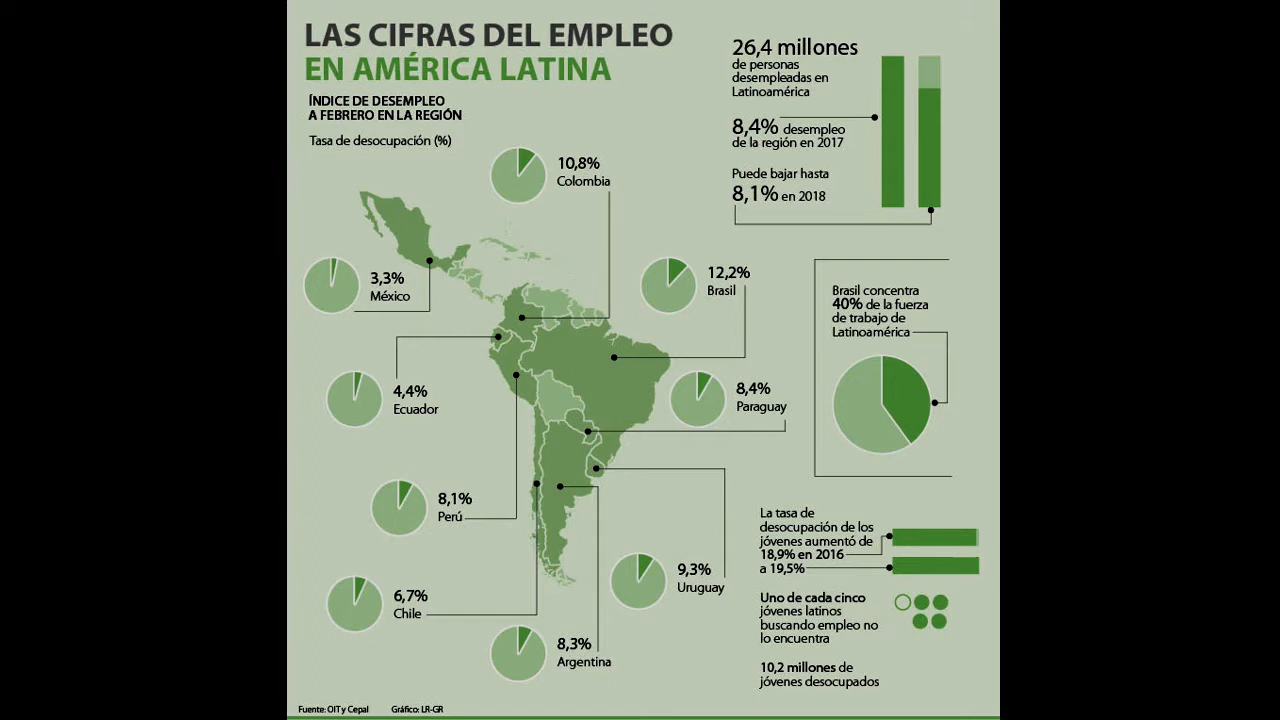 LAS CIFRAS DEL EMPLEO
EN AMÉRICA LATINA
ÍNDICE DE DESEMPLEO
A FEBRERO EN LA REGIÓN
Tasa de desocupación (%)
10,8%
Colombia
3,3%
México
12,2%
Brasil
4,4%
Ecuador
8,4%
Paraguay
8,1%
Perú
9,3%
Uruguay
6,7%
Chile
8,3%
Argentina
26,4 millones
de personas
desempleadas en
Latinoamérica
8,4% desempleo
de la región en 2017
Puede bajar hasta
8,1% en 2018
Brasil concentra
40% de la fuerza
de trabajo de
Latinoamérica
La tasa de
desocupación de los
jóvenes aumentó de
18,9% en 2016
a 19,5%
Uno de cada cinco
jóvenes latinos
buscando empleo no
lo encuentra
10,2 millones de
jóvenes desocupados
Fuente: OIT y Cepal
Gráfico: LR-GR